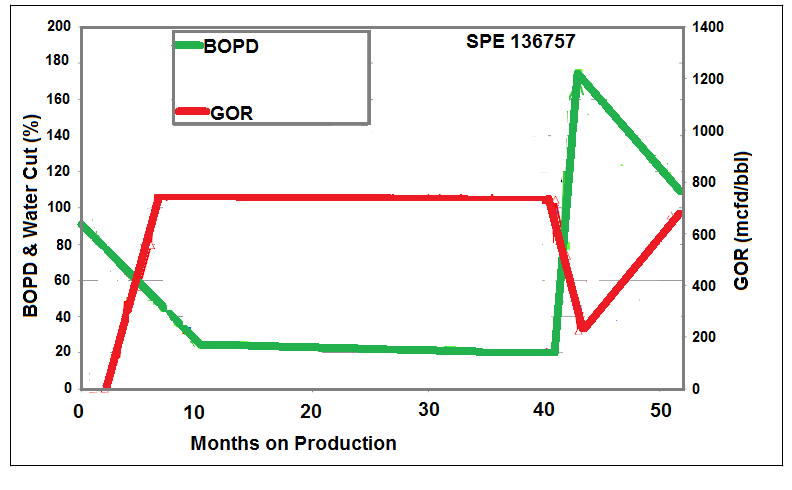 200
180
160
140
120
100
80
60
40
20
0
BOPD & Water Cut (%)
BOPD
GOR
SPE 136757
1400
1200
1000
800
600
400
200
0
GOR (mcfd/bbl)
0 10 20 30 40 50
Months on Production